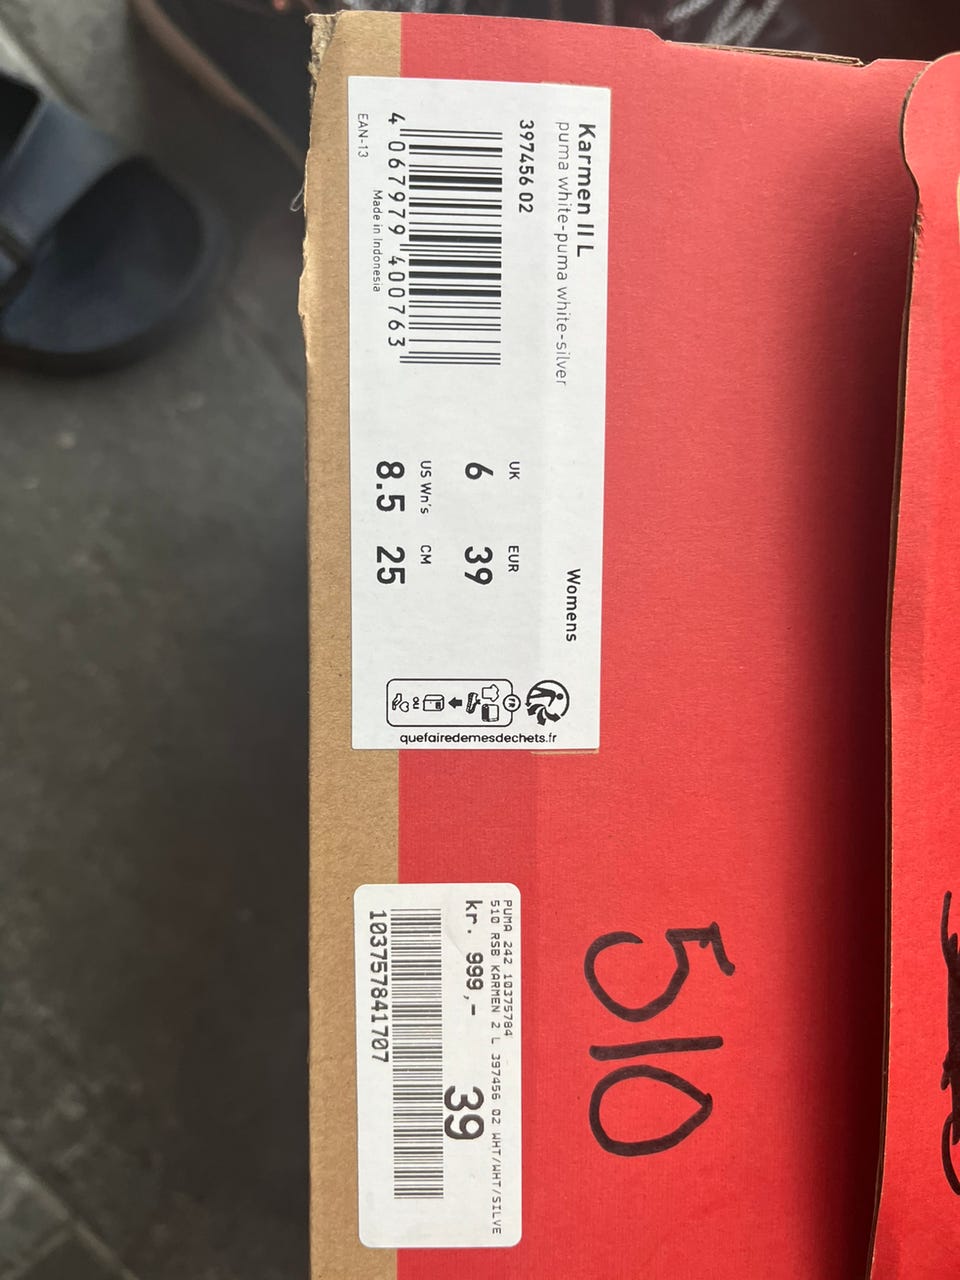 Karmen II L
puma white-puma white-silver
397456 02
4 067979 400763
EAN-13
Made in Indonesia
Womens
UK EUR
6 39
US Wn's CM
8.5 25
FR
OU
quefairedemesdechets.fr
PUMA 242 10375784
510 RSB KARMEN 2 L 397456 02 WHT/WHT/SILVE
kr. 999,-
39
103757841707
510